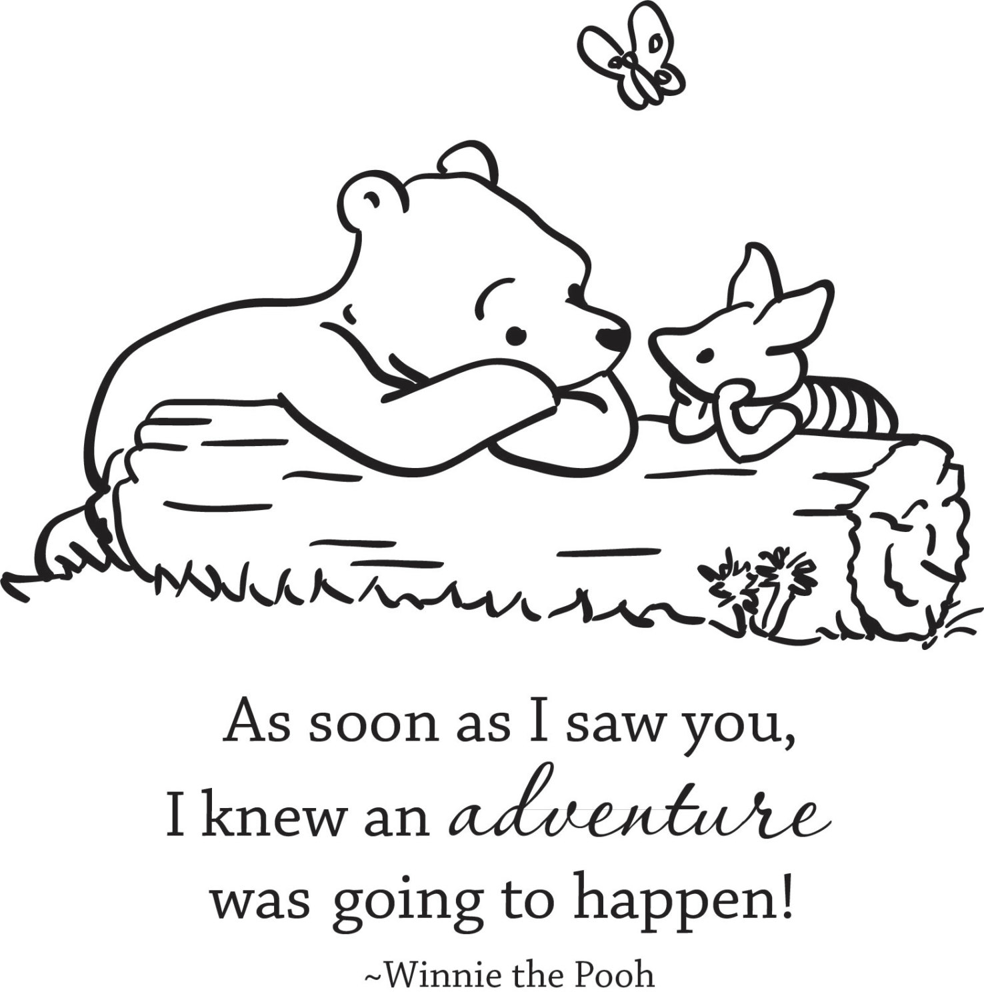 As soon as I saw you,
I knew an adventure
was going to happen!
~Winnie the Pooh